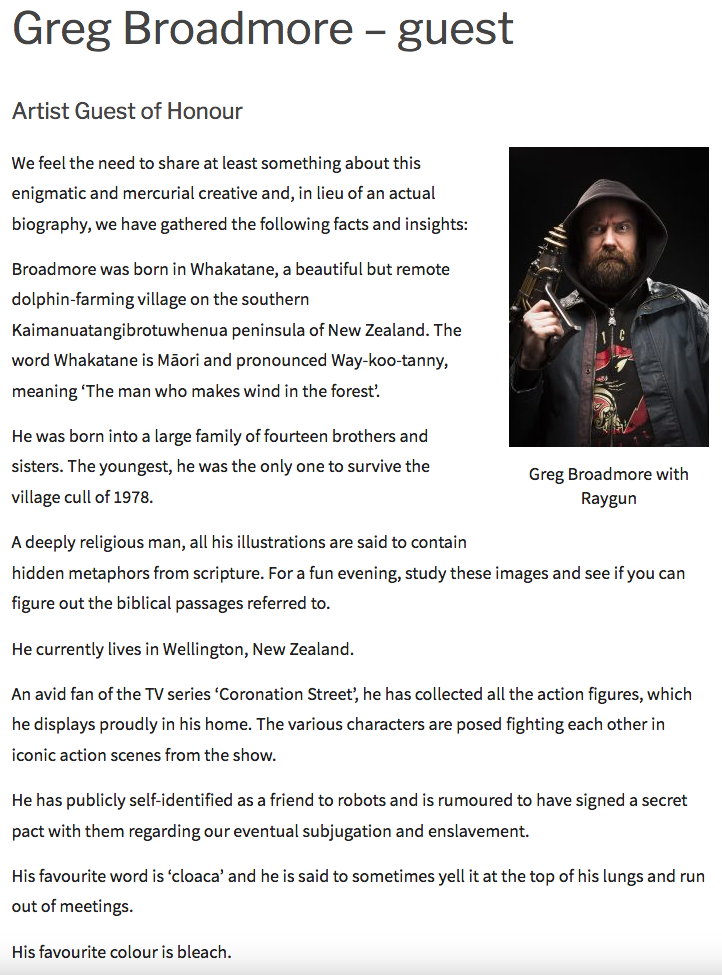 Greg Broadmore – guest
Artist Guest of Honour
We feel the need to share at least something about this
enigmatic and mercurial creative and, in lieu of an actual
biography, we have gathered the following facts and insights:
Broadmore was born in Whakatane, a beautiful but remote
dolphin-farming village on the southern
Kaimanuatangibrotuwhenua peninsula of New Zealand. The
word Whakatane is Māori and pronounced Way-koo-tanny,
meaning ‘The man who makes wind in the forest’.
He was born into a large family of fourteen brothers and
sisters. The youngest, he was the only one to survive the
village cull of 1978.
Greg Broadmore with
Raygun
A deeply religious man, all his illustrations are said to contain
hidden metaphors from scripture. For a fun evening, study these images and see if you can
figure out the biblical passages referred to.
He currently lives in Wellington, New Zealand.
An avid fan of the TV series ‘Coronation Street’, he has collected all the action figures, which
he displays proudly in his home. The various characters are posed fighting each other in
iconic action scenes from the show.
He has publicly self-identified as a friend to robots and is rumoured to have signed a secret
pact with them regarding our eventual subjugation and enslavement.
His favourite word is ‘cloaca’ and he is said to sometimes yell it at the top of his lungs and run
out of meetings.
His favourite colour is bleach.